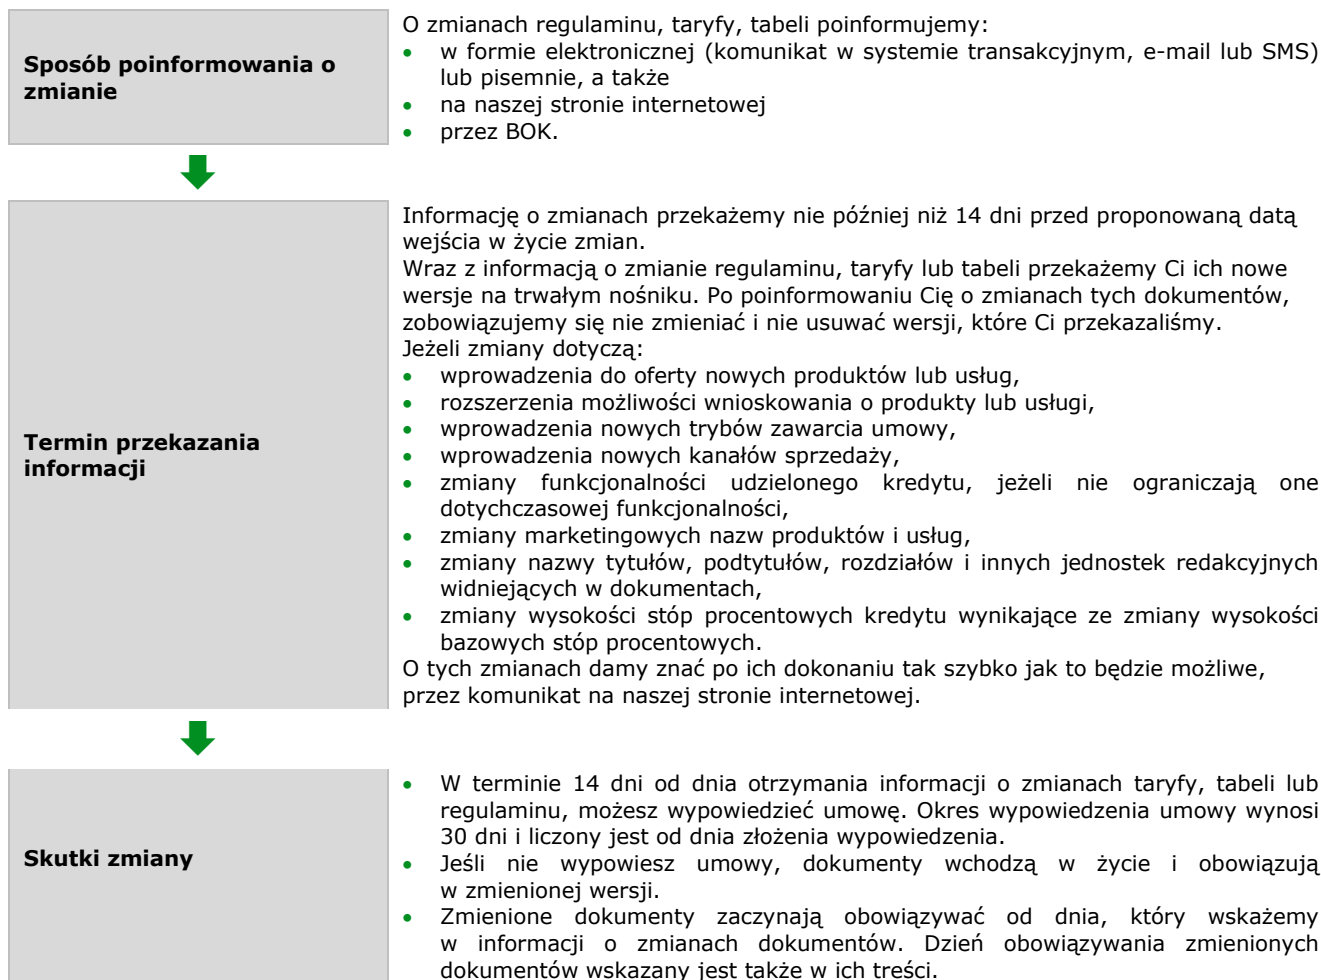 Sposób poinformowania o
zmianie
O zmianach regulaminu, taryfy, tabeli poinformujemy:
• w formie elektronicznej (komunikat w systemie transakcyjnym, e-mail lub SMS)
lub pisemnie, a także
• na naszej stronie internetowej
• przez BOK.
Termin przekazania
informacji
Informację o zmianach przekażemy nie później niż 14 dni przed proponowaną datą
wejścia w życie zmian.
Wraz z informacją o zmianie regulaminu, taryfy lub tabeli przekażemy Ci ich nowe
wersje na trwałym nośniku. Po poinformowaniu Cię o zmianach tych dokumentów,
zobowiązujemy się nie zmieniać i nie usuwać wersji, które Ci przekazaliśmy.
Jeżeli zmiany dotyczą:
• wprowadzenia do oferty nowych produktów lub usług,
• rozszerzenia możliwości wnioskowania o produkty lub usługi,
• wprowadzenia nowych trybów zawarcia umowy,
• wprowadzenia nowych kanałów sprzedaży,
• zmiany funkcjonalności udzielonego kredytu, jeżeli nie ograniczają one
dotychczasowej funkcjonalności,
• zmiany marketingowych nazw produktów i usług,
• zmiany nazwy tytułów, podtytułów, rozdziałów i innych jednostek redakcyjnych
widniejących w dokumentach,
• zmiany wysokości stóp procentowych kredytu wynikające ze zmiany wysokości
bazowych stóp procentowych.
O tych zmianach damy znać po ich dokonaniu tak szybko jak to będzie możliwe,
przez komunikat na naszej stronie internetowej.
Skutki zmiany
• W terminie 14 dni od dnia otrzymania informacji o zmianach taryfy, tabeli lub
regulaminu, możesz wypowiedzieć umowę. Okres wypowiedzenia umowy wynosi
30 dni i liczony jest od dnia złożenia wypowiedzenia.
• Jeśli nie wypowiesz umowy, dokumenty wchodzą w życie i obowiązują
w zmienionej wersji.
• Zmienione dokumenty zaczynają obowiązywać od dnia, który wskażemy
w informacji o zmianach dokumentów. Dzień obowiązywania zmienionych
dokumentów wskazany jest także w ich treści.